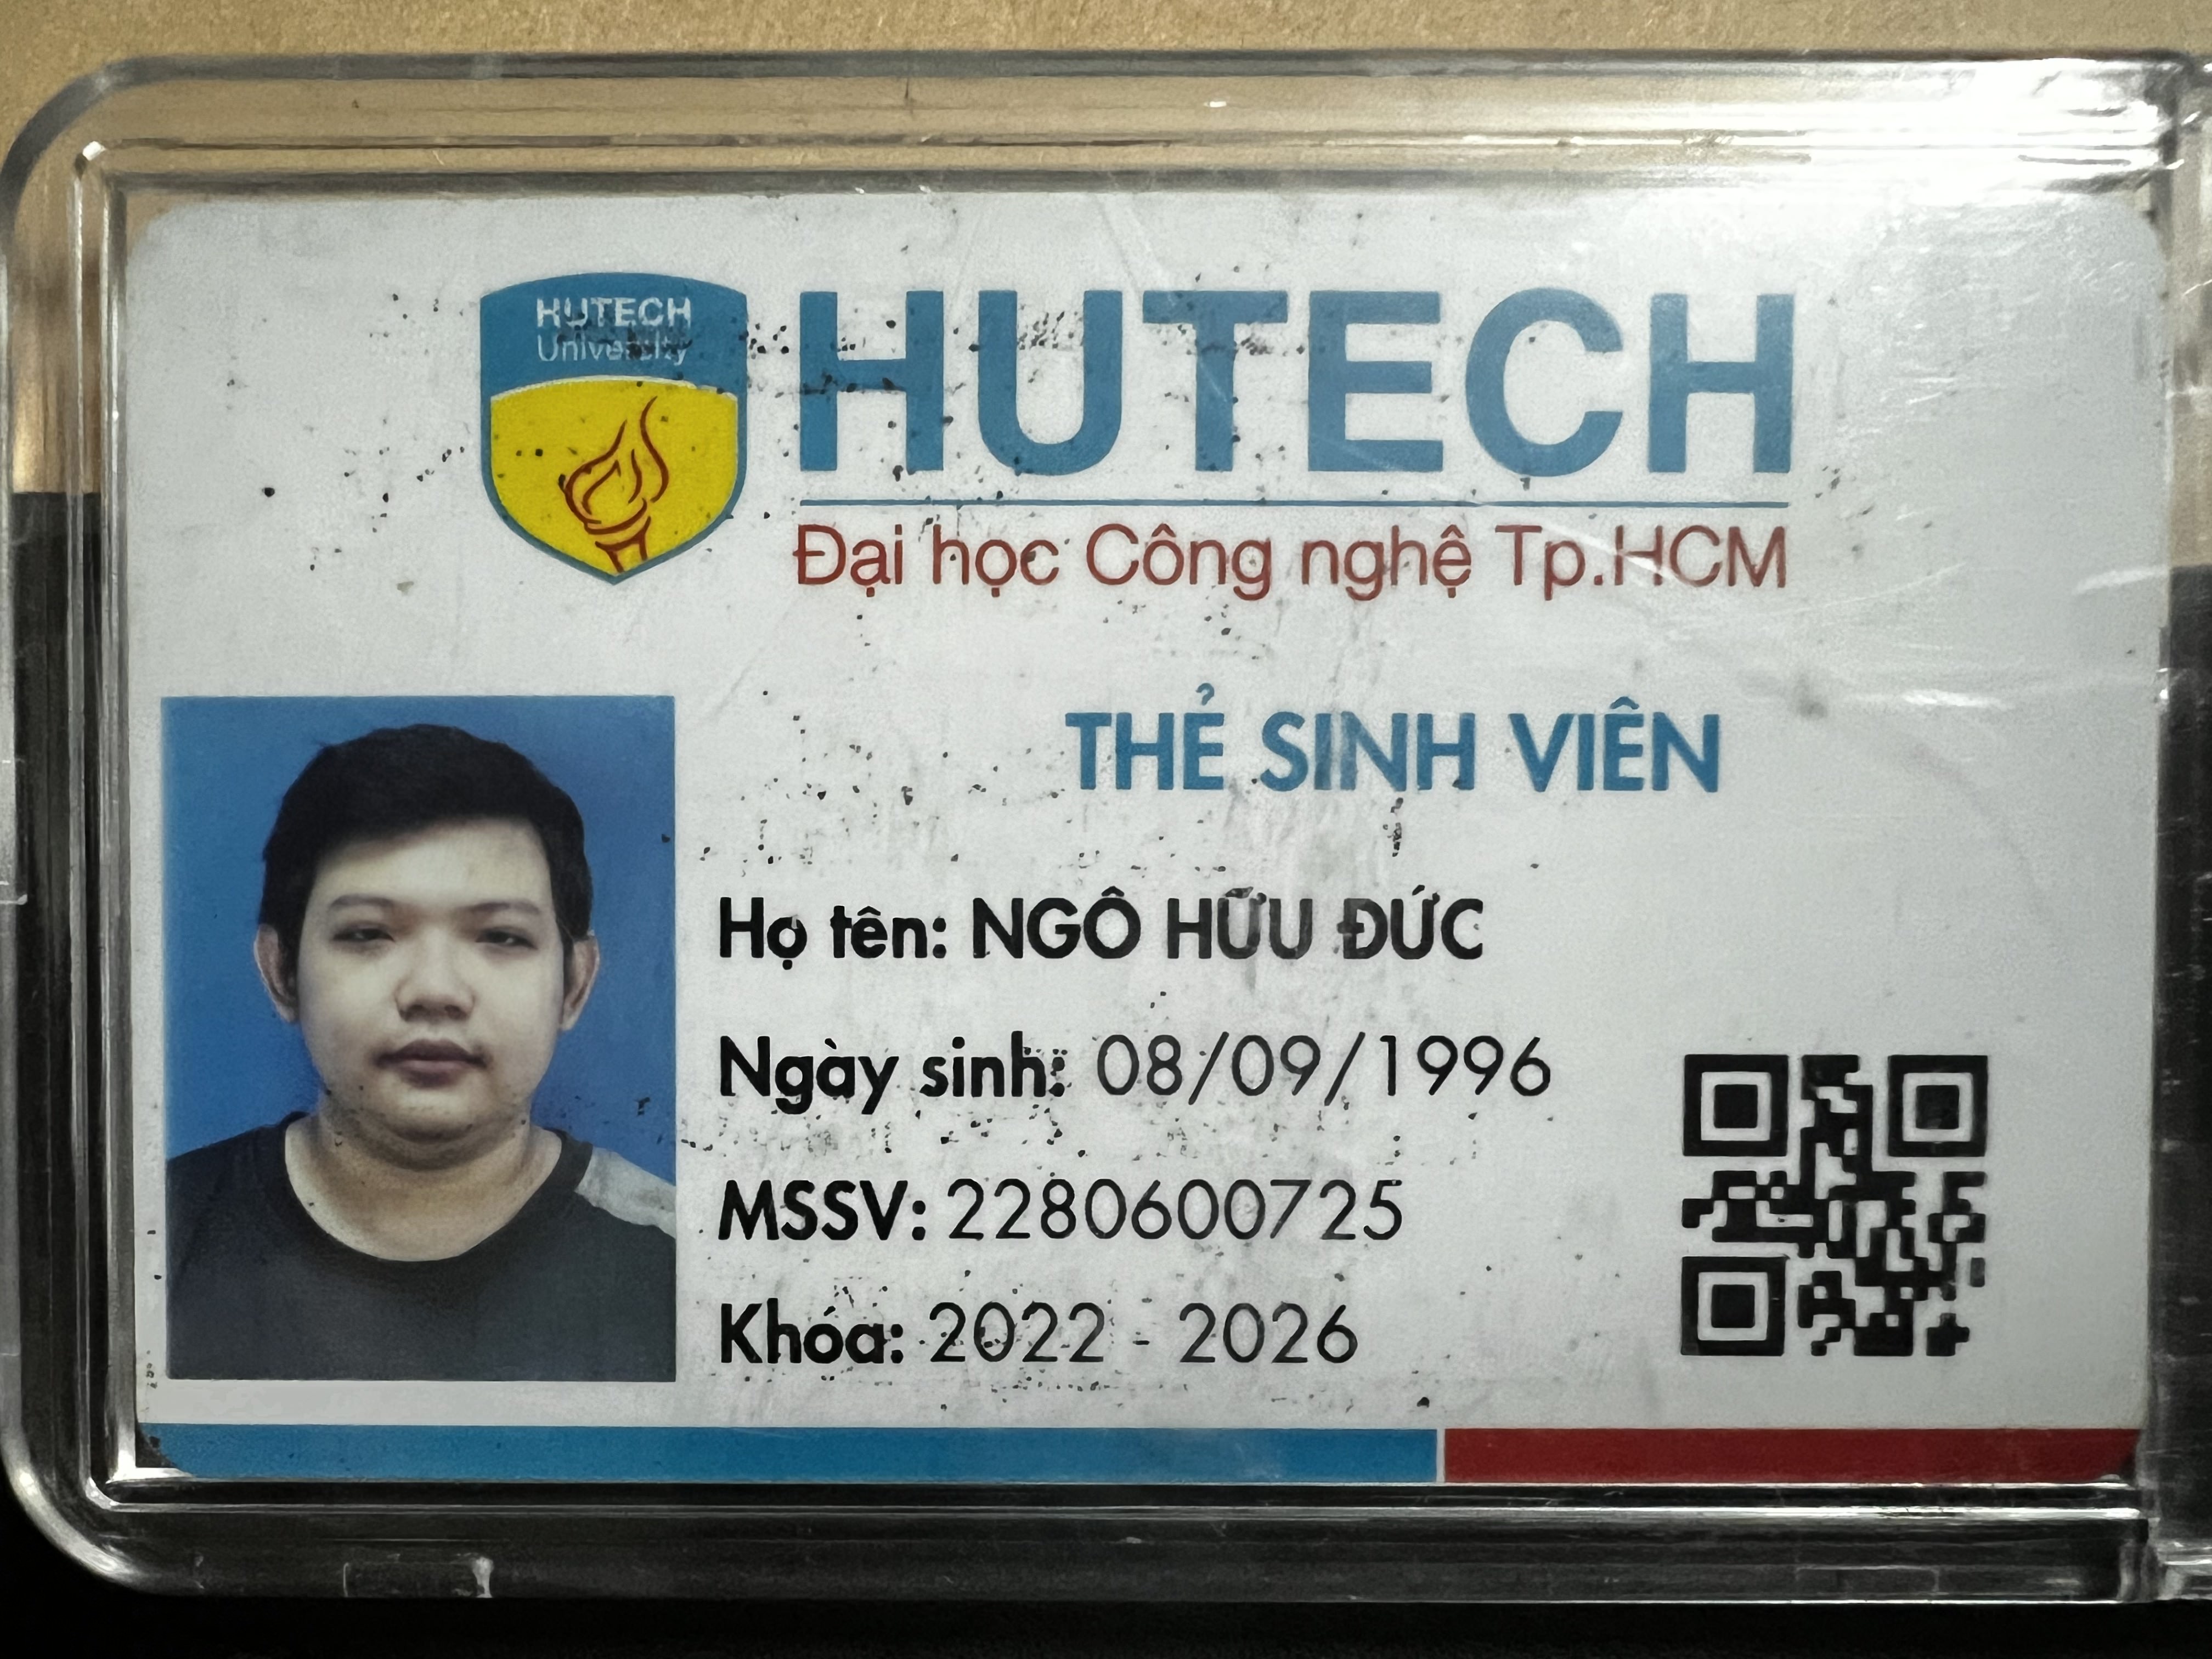 HUTECH
University
HUTECH
Đại học Công nghệ Tp.HCM
THẺ SINH VIÊN
Họ tên: NGÔ HỮU ĐỨC
Ngày sinh: 08/09/1996
MSSV: 2280600725
Khóa: 2022 - 2026